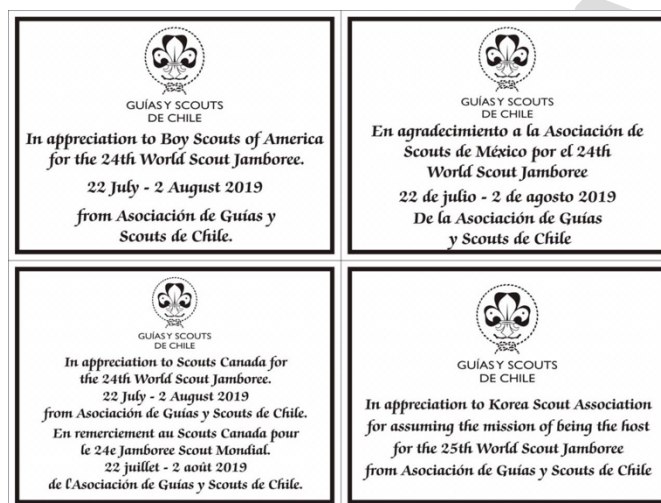 GUÍAS Y SCOUTS
DE CHILE
In appreciation to Boy Scouts of America
for the 24th World Scout Jamboree.
22 July - 2 August 2019
from Asociación de Guías y
Scouts de Chile.
GUÍAS Y SCOUTS
DE CHILE
En agradecimiento a la Asociación de
Scouts de México por el 24th
World Scout Jamboree
22 de julio - 2 de agosto 2019
De la Asociación de Guías
y Scouts de Chile
GUÍAS Y SCOUTS
DE CHILE
In appreciation to Scouts Canada for
the 24th World Scout Jamboree.
22 July - 2 August 2019
from Asociación de Guías y Scouts de Chile.
En remerciement au Scouts Canada pour
le 24e Jamboree Scout Mondial.
22 juillet - 2 août 2019
de l'Asociación de Guías y Scouts de Chile.
GUÍAS Y SCOUTS
DE CHILE
In appreciation to Korea Scout Association
for assuming the mission of being the host
for the 25th World Scout Jamboree
from Asociación de Guías y Scouts de Chile